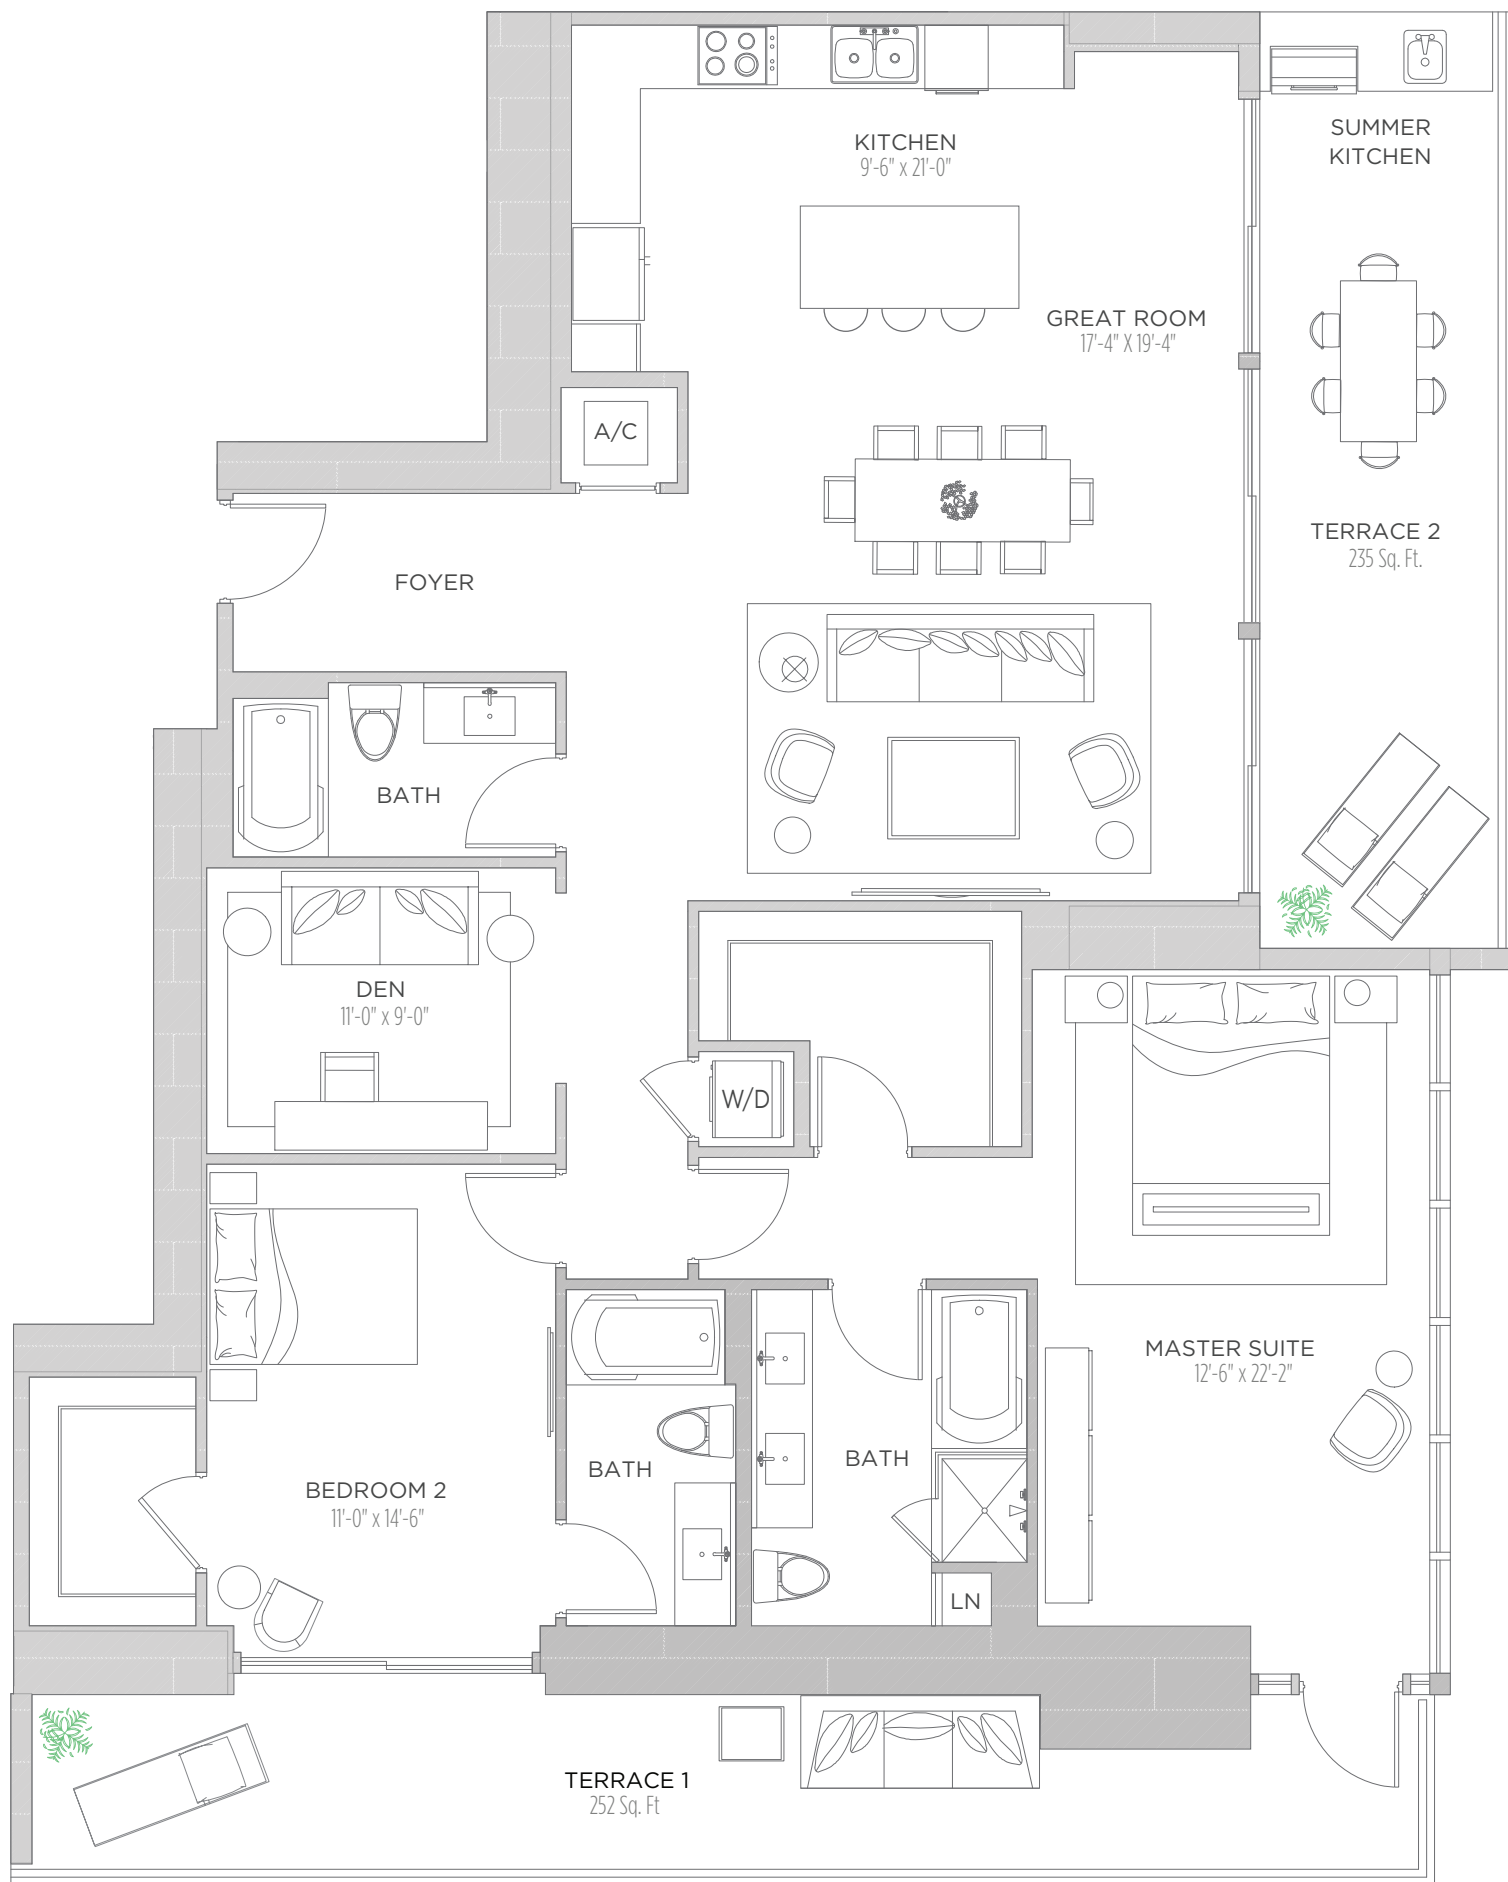 KITCHEN
9'-6" x 21'-0"
SUMMER
KITCHEN
GREAT ROOM
17'-4" X 19'-4"
A/C
TERRACE 2
235 Sq. Ft.
FOYER
BATH
DEN
11'-0" x 9'-0"
W/D
MASTER SUITE
12'-6" x 22'-2"
BATH
BATH
BEDROOM 2
11'-0" x 14'-6"
LN
TERRACE 1
252 Sq. Ft